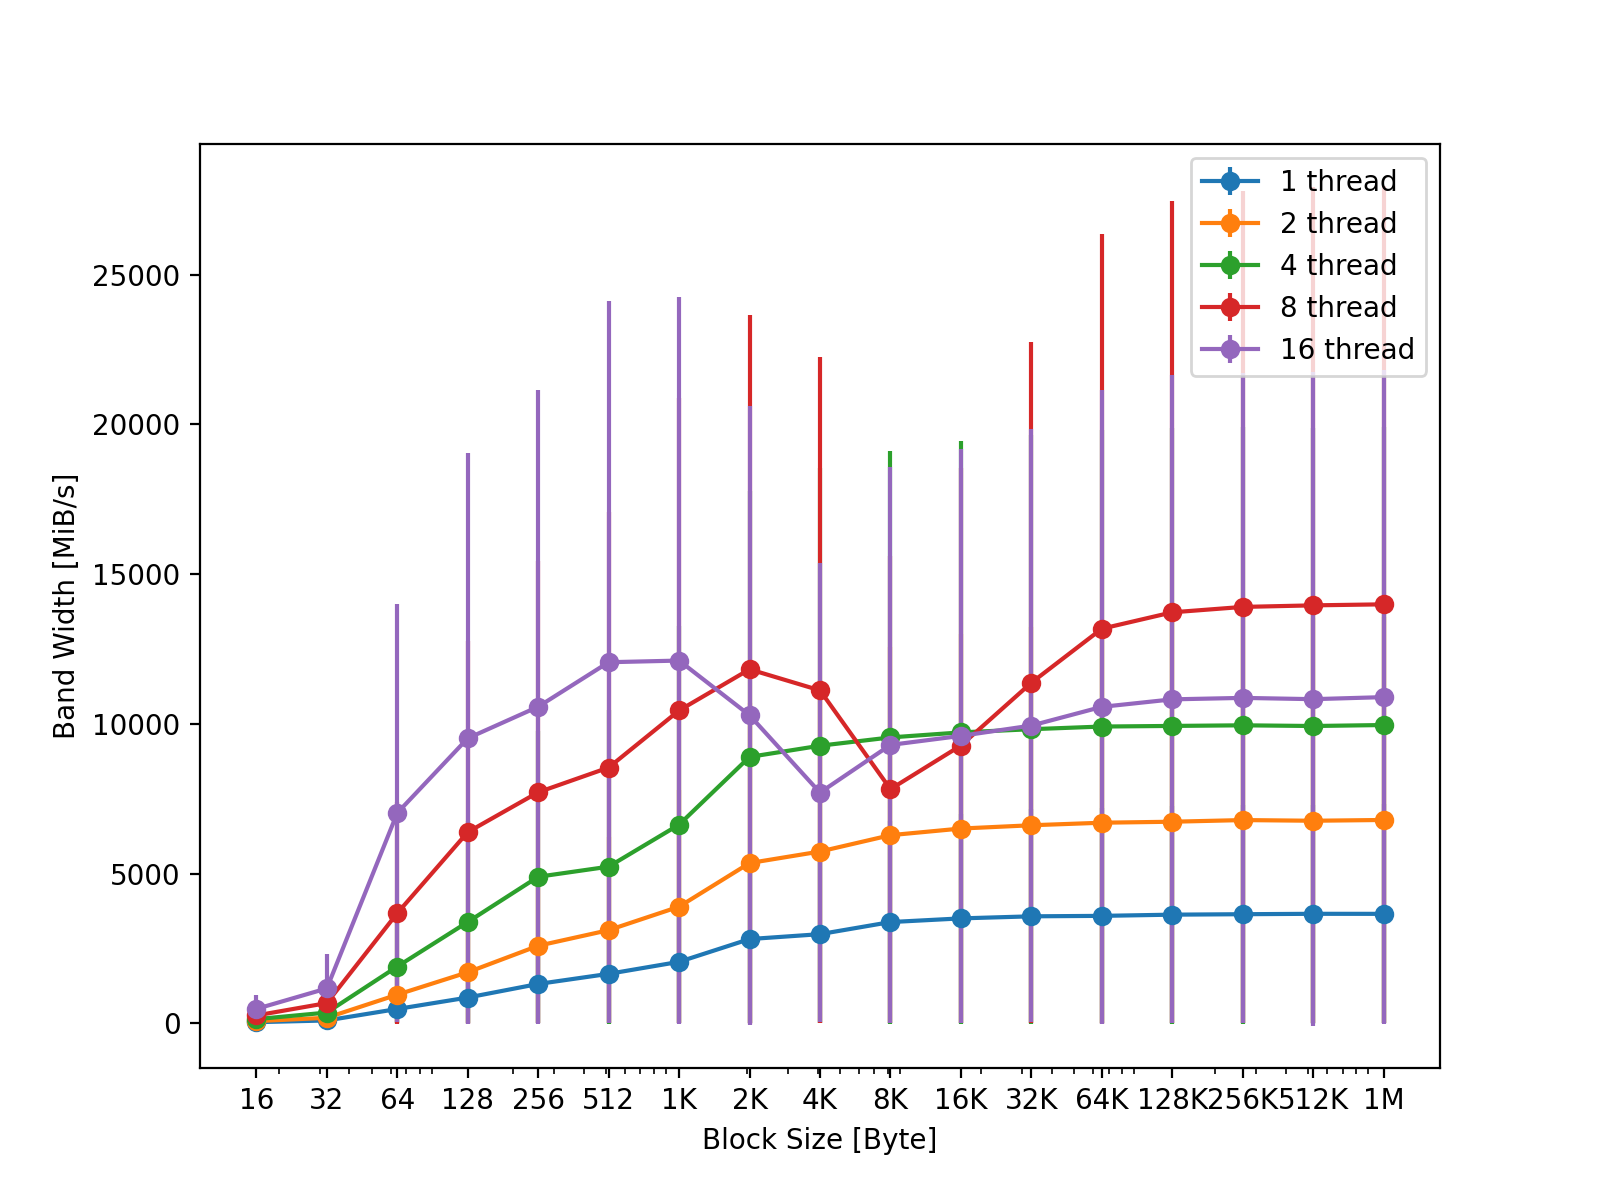 1 thread
2 thread
4 thread
8 thread
16 thread
25000
20000
15000
10000
5000
0
Band Width [MiB/s]
16 32 64 128 256 512 1K 2K 4K 8K 16K 32K 64K 128K 256K 512K 1M
Block Size [Byte]